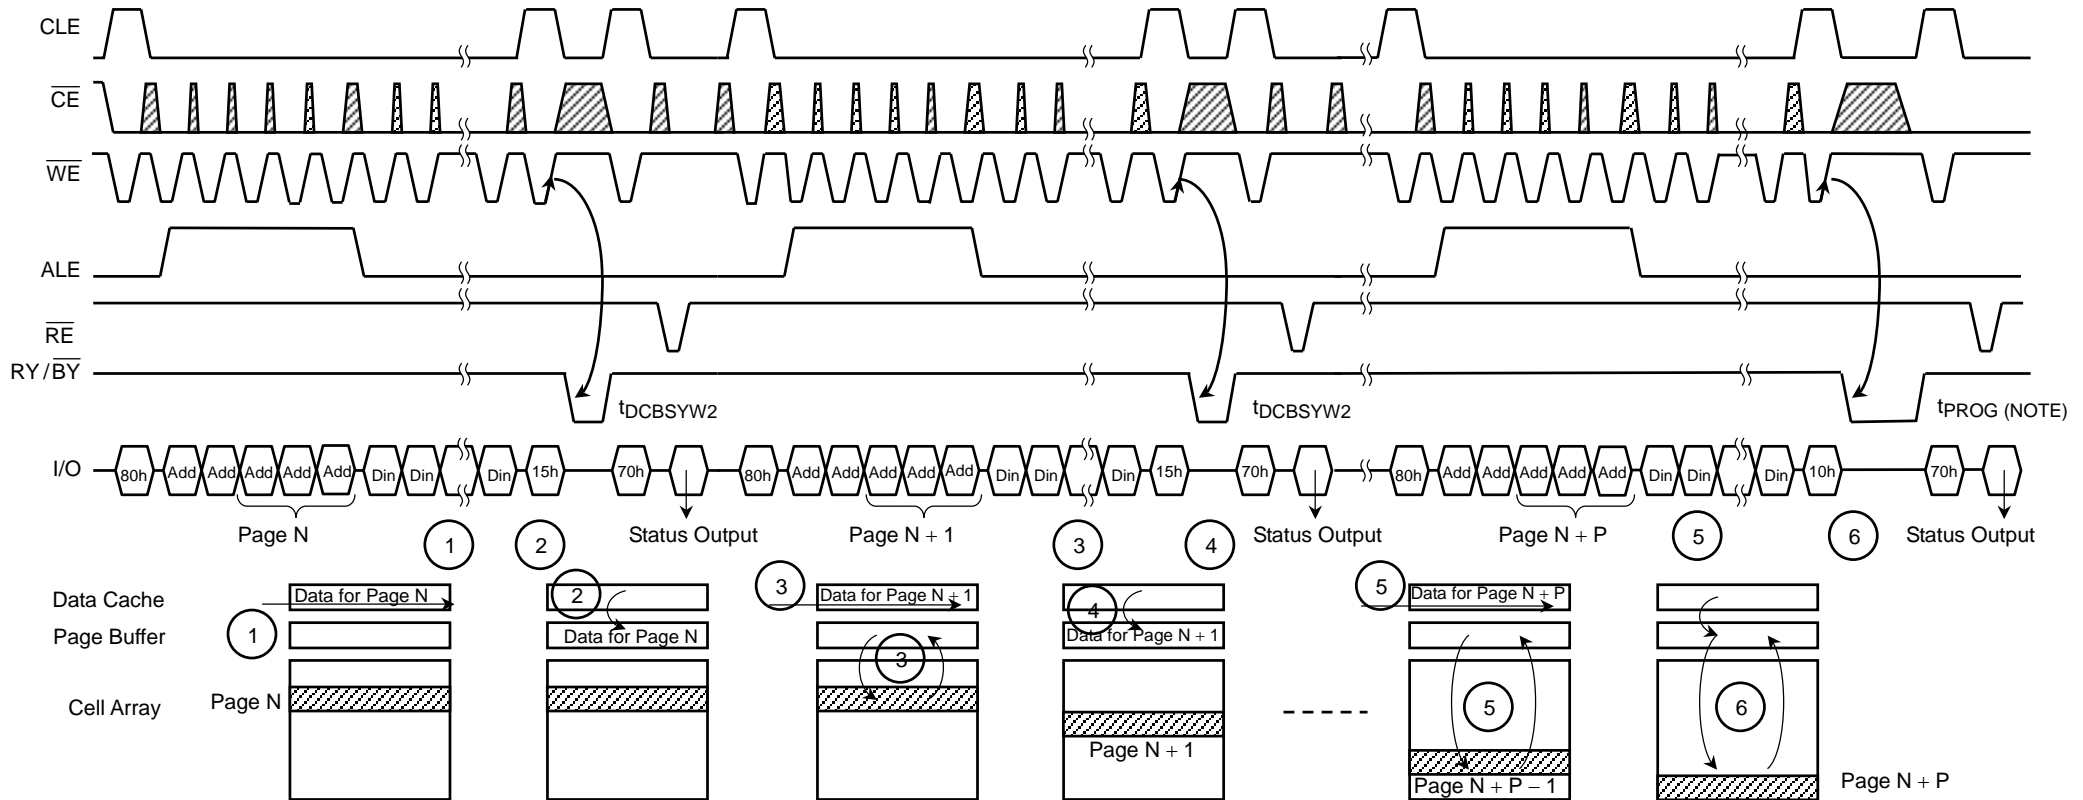 CLE
CE
WE
ALE
RE
RY / BY
tDCBSYW2 tDCBSYW2 tPROG (NOTE)
I/O 80h Add Add Add Add Add Din Din Din 15h 70h 80h Add Add Add Add Add Din Din Din 15h 70h 80h Add Add Add Add Add Din Din Din 10h 70h
Page N Status Output Page N + 1 Status Output Page N + P Status Output
1 2 3 4 5 6
Data Cache Data for Page N 2 3 Data for Page N + 1 4 5 Data for Page N + P
Page Buffer 1 Data for Page N 3 Data for Page N + 1
Cell Array Page N 5 6
Page N + 1
Page N + P − 1 Page N + P